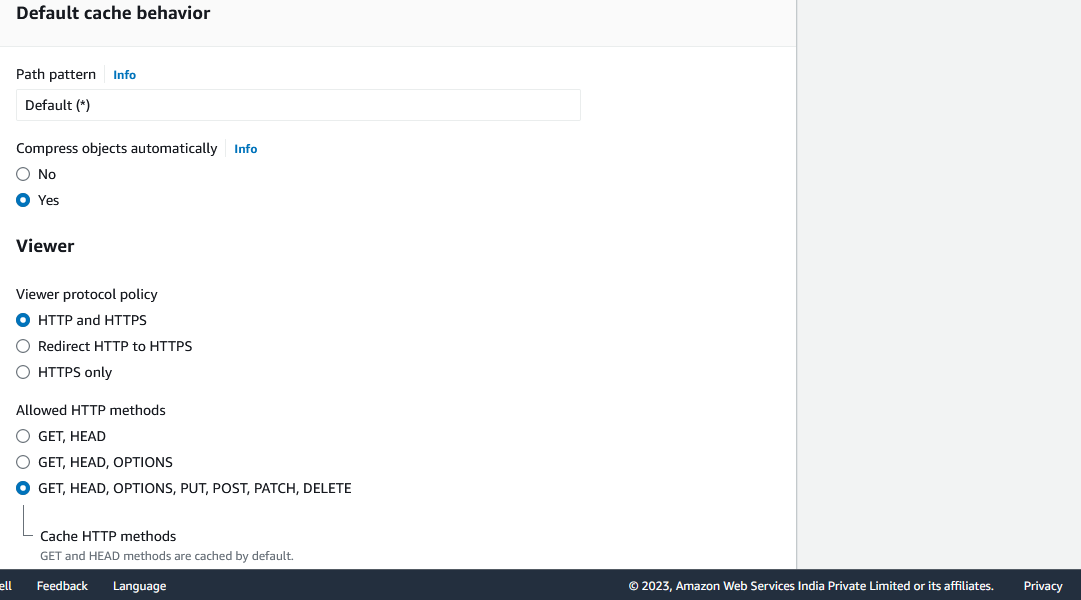 Default cache behavior
Path pattern Info
Default (*)
Compress objects automatically Info
No
Yes
Viewer
Viewer protocol policy
HTTP and HTTPS
Redirect HTTP to HTTPS
HTTPS only
Allowed HTTP methods
GET, HEAD
GET, HEAD, OPTIONS
GET, HEAD, OPTIONS, PUT, POST, PATCH, DELETE
Cache HTTP methods
GET and HEAD methods are cached by default.
ell Feedback Language © 2023, Amazon Web Services India Private Limited or its affiliates. Privacy